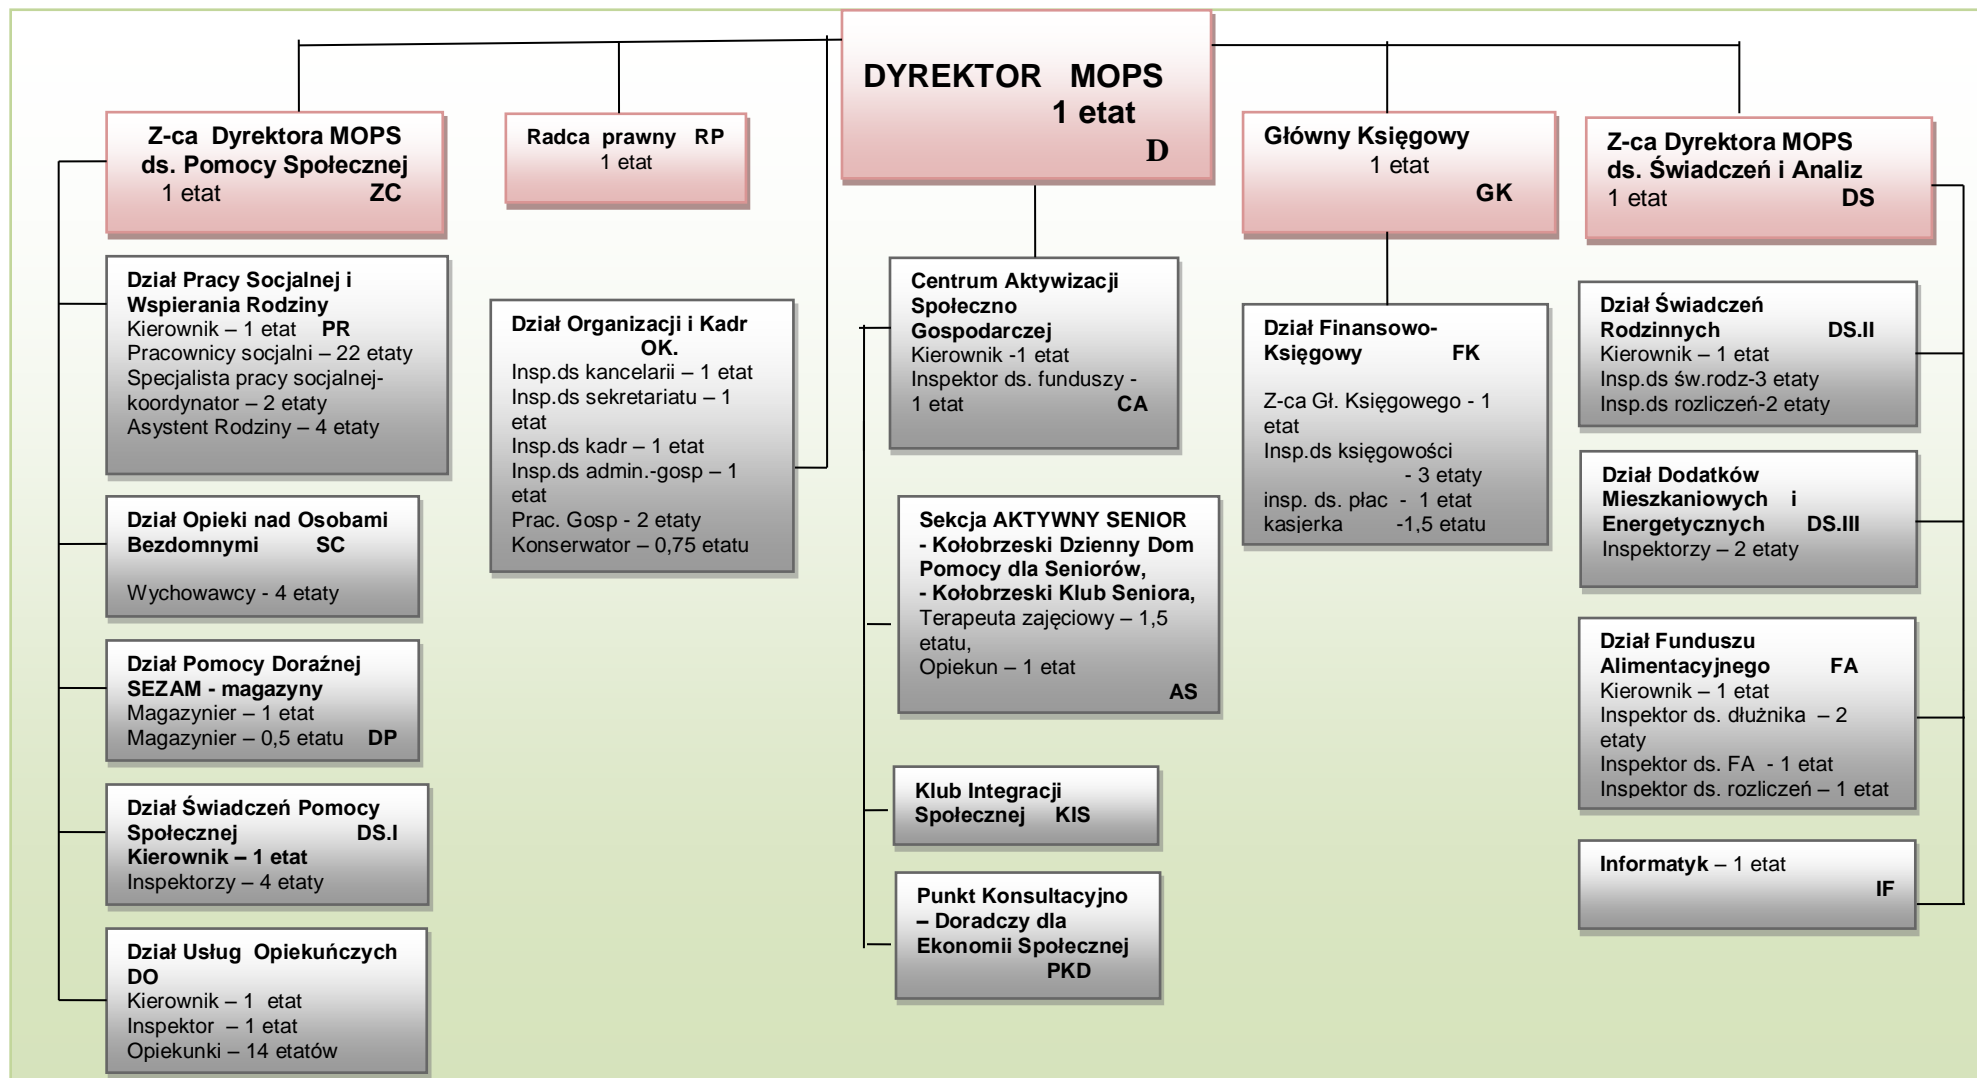 DYREKTOR MOPS
1 etat
D
Z-ca Dyrektora MOPS
ds. Pomocy Społecznej
1 etat ZC
Radca prawny RP
1 etat
Główny Księgowy
1 etat
GK
Z-ca Dyrektora MOPS
ds. Świadczeń i Analiz
1 etat DS
Dział Pracy Socjalnej i
Wspierania Rodziny
Kierownik – 1 etat PR
Pracownicy socjalni – 22 etaty
Specjalista pracy socjalnej-
koordynator – 2 etaty
Asystent Rodziny – 4 etaty
Dział Opieki nad Osobami
Bezdomnymi SC
Wychowawcy - 4 etaty
Dział Pomocy Doraźnej
SEZAM - magazyny
Magazynier – 1 etat
Magazynier – 0,5 etatu DP
Dział Świadczeń Pomocy
Społecznej DS.I
Kierownik – 1 etat
Inspektorzy – 4 etaty
Dział Usług Opiekuńczych
DO
Kierownik – 1 etat
Inspektor – 1 etat
Opiekunki – 14 etatów
Dział Organizacji i Kadr
OK.
Insp.ds kancelarii – 1 etat
Insp.ds sekretariatu – 1
etat
Insp.ds kadr – 1 etat
Insp.ds admin.-gosp – 1
etat
Prac. Gosp - 2 etaty
Konserwator – 0,75 etatu
Centrum Aktywizacji
Społeczno
Gospodarczej
Kierownik -1 etat
Inspektor ds. funduszy -
1 etat CA
Sekcja AKTYWNY SENIOR
- Kołobrzeski Dzienny Dom
Pomocy dla Seniorów,
- Kołobrzeski Klub Seniora,
Terapeuta zajęciowy – 1,5
etatu,
Opiekun – 1 etat
AS
Klub Integracji
Społecznej KIS
Punkt Konsultacyjno
– Doradczy dla
Ekonomii Społecznej
PKD
Dział Finansowo-
Księgowy FK
Z-ca Gł. Księgowego - 1
etat
Insp.ds księgowości
- 3 etaty
insp. ds. płac - 1 etat
kasjerka -1,5 etatu
Dział Świadczeń
Rodzinnych DS.II
Kierownik – 1 etat
Insp.ds św.rodz-3 etaty
Insp.ds rozliczeń-2 etaty
Dział Dodatków
Mieszkaniowych i
Energetycznych DS.III
Inspektorzy – 2 etaty
Dział Funduszu
Alimentacyjnego FA
Kierownik – 1 etat
Inspektor ds. dłużnika – 2
etaty
Inspektor ds. FA - 1 etat
Inspektor ds. rozliczeń – 1 etat
Informatyk – 1 etat
IF